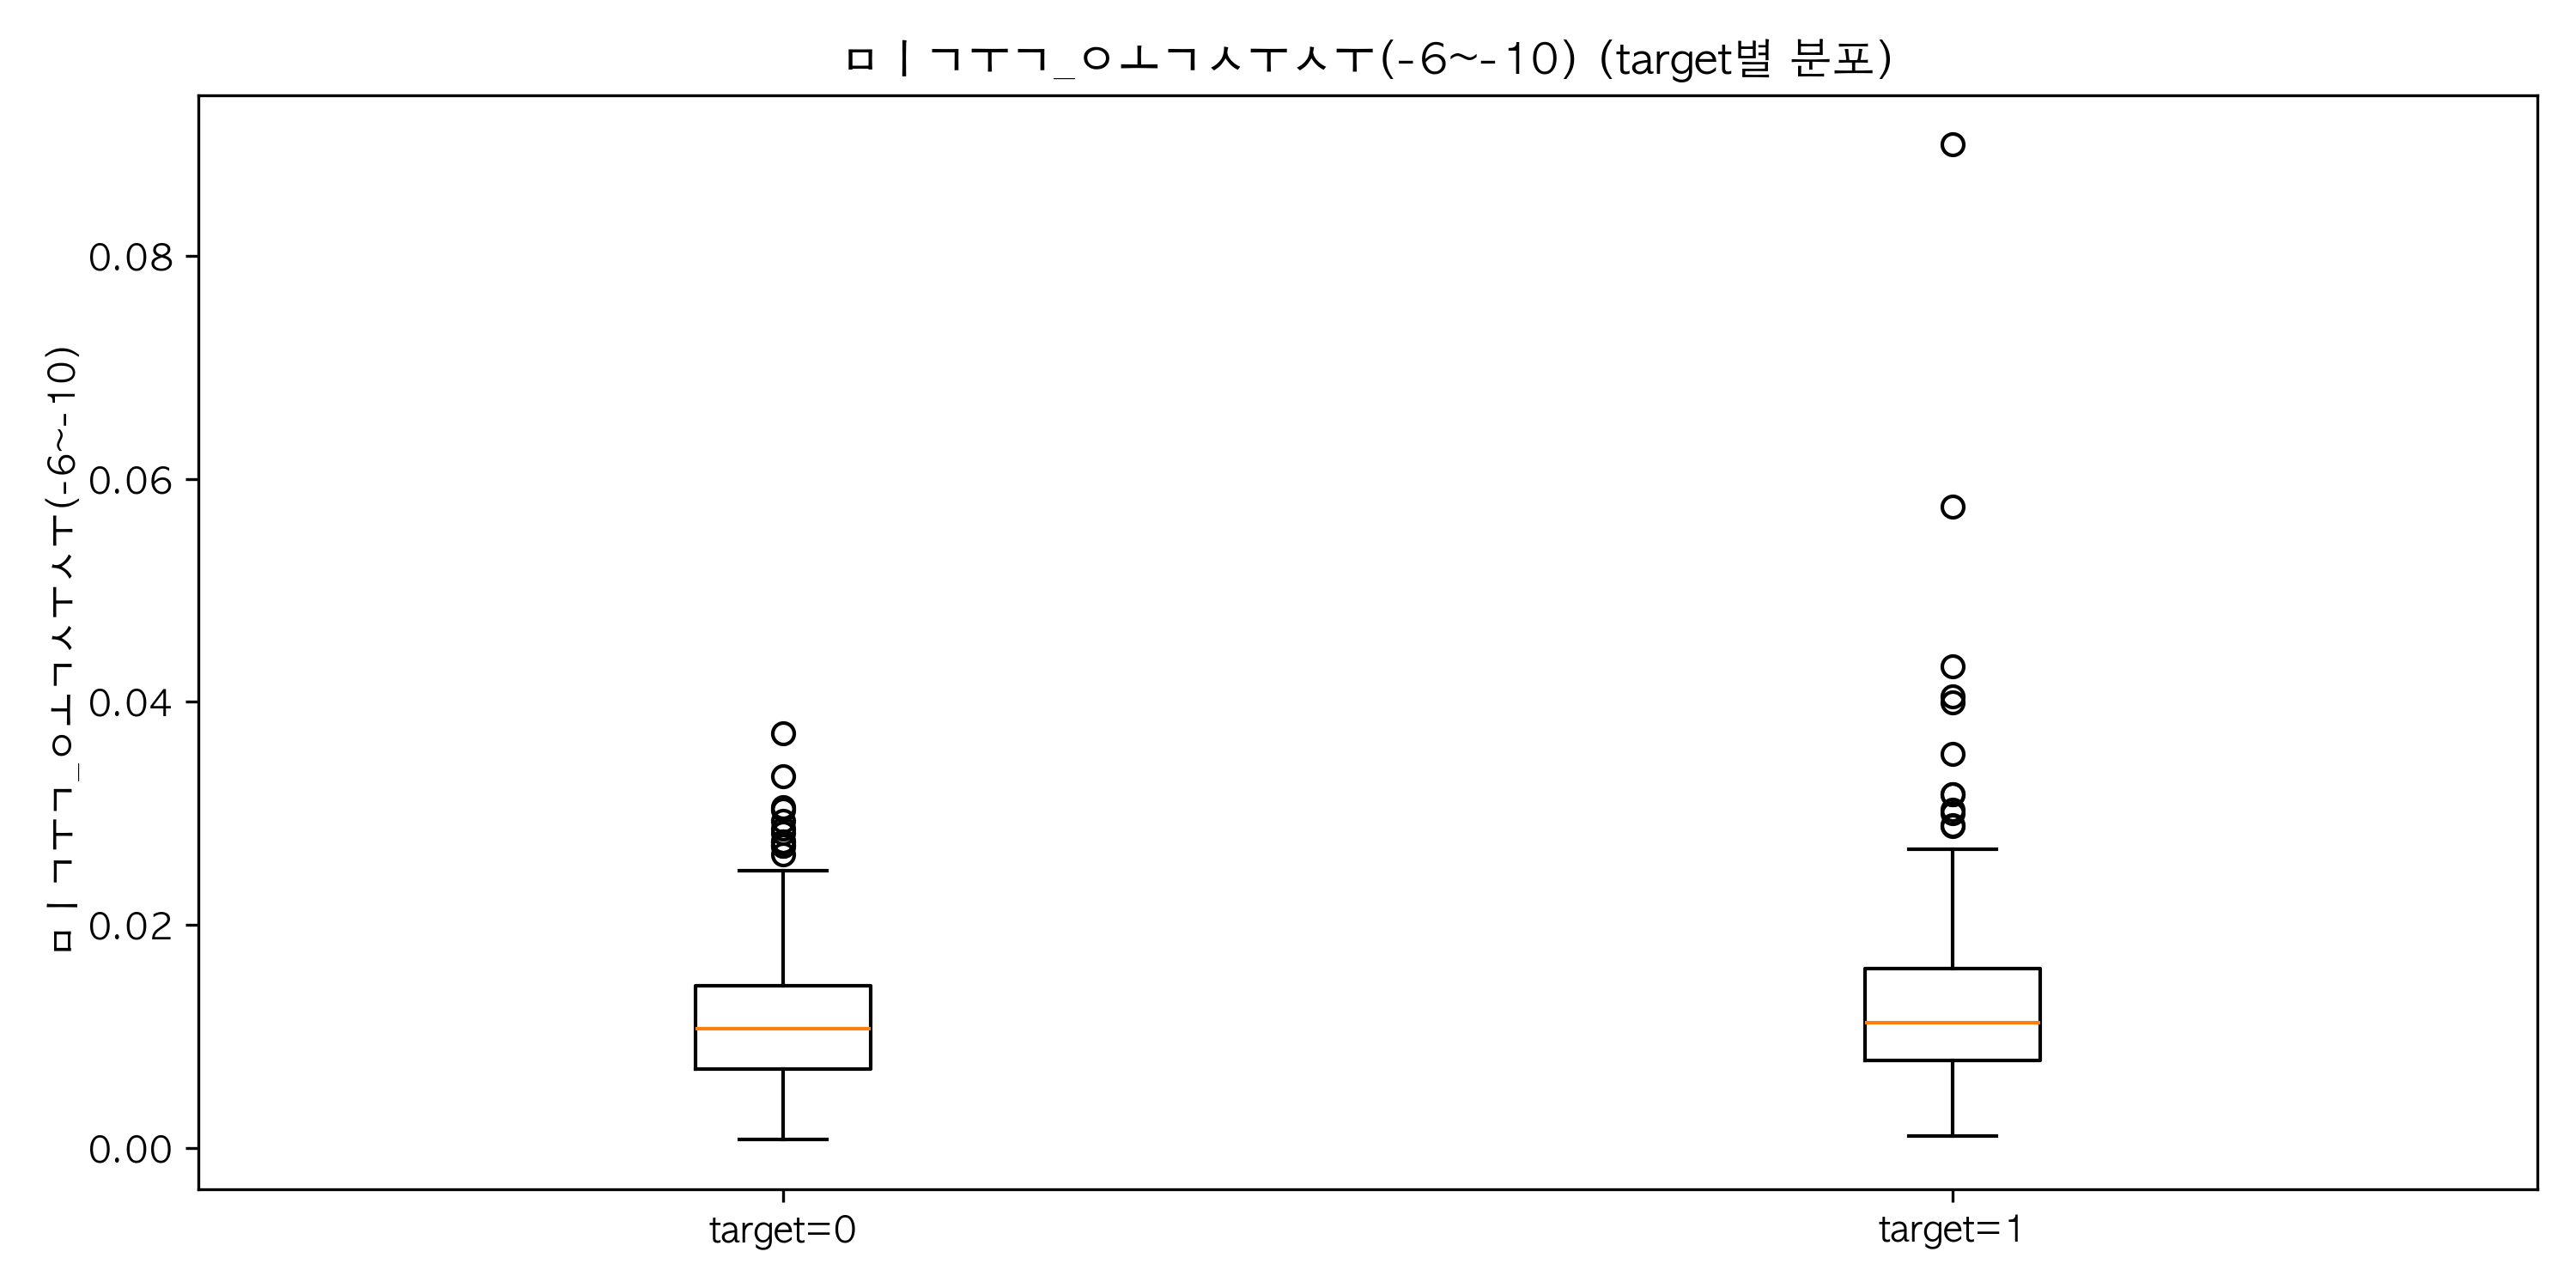 ㅁㅣㄱㅜㄱ_ㅇㅗㄱㅅㅜㅅㅜ(-6~-10) (target별 분포)
ㅁㅣㄱㅜㄱ_ㅇㅗㄱㅅㅜㅅㅜ(-6~-10)
0.08
0.06
0.04
0.02
0.00
target=0
target=1